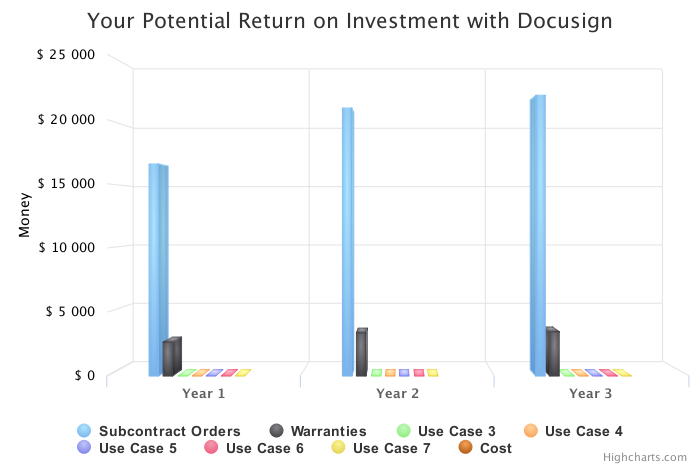 Your Potential Return on Investment with Docusign
$ 25 000
$ 20 000
$ 15 000
$ 10 000
$ 5 000
$ 0
Money
Year 1 Year 2 Year 3
Subcontract Orders Warranties Use Case 3 Use Case 4
Use Case 5 Use Case 6 Use Case 7 Cost
Highcharts.com